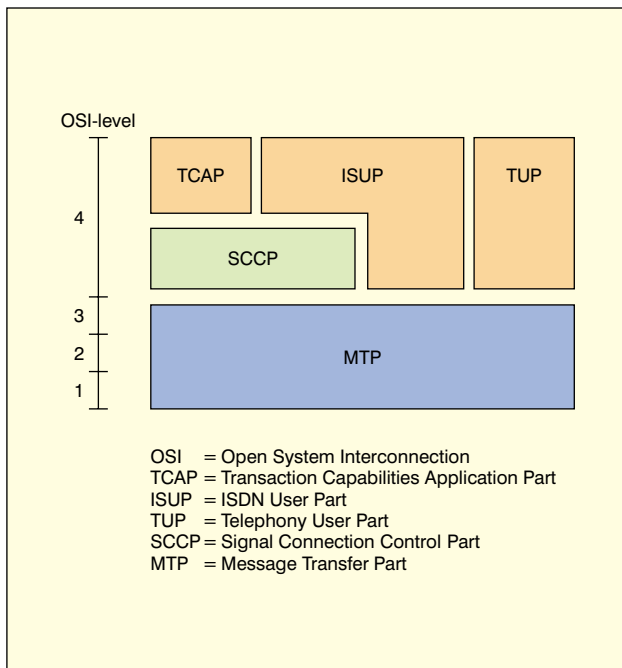 OSI-level
TCAP ISUP TUP
4
SCCP
3
2 MTP
1
OSI = Open System Interconnection
TCAP = Transaction Capabilities Application Part
ISUP = ISDN User Part
TUP = Telephony User Part
SCCP = Signal Connection Control Part
MTP = Message Transfer Part